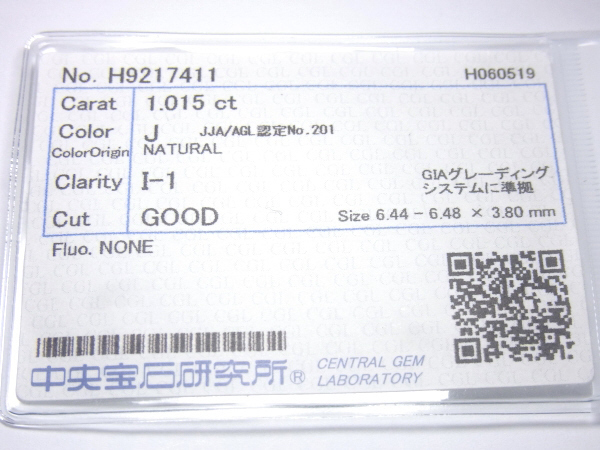 No. H9217411 H060519
Carat 1.015 ct
Color J JJA/AGL認定No.201
ColorOrigin NATURAL
Clarity I-1 GIAグレーディング
システムに準拠
Cut GOOD Size 6.44 - 6.48 × 3.80 mm
Fluo. NONE
中央宝石研究所® CENTRAL GEM
LABORATORY